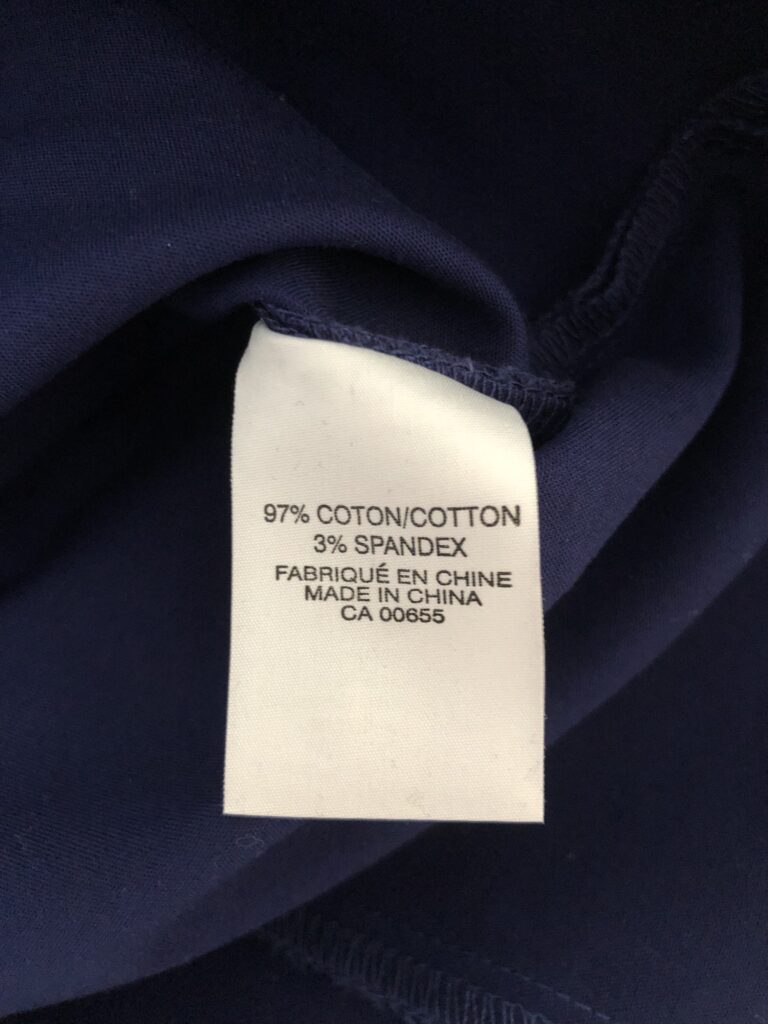 97% COTON/COTTON
3% SPANDEX
FABRIQUÉ EN CHINE
MADE IN CHINA
CA 00655